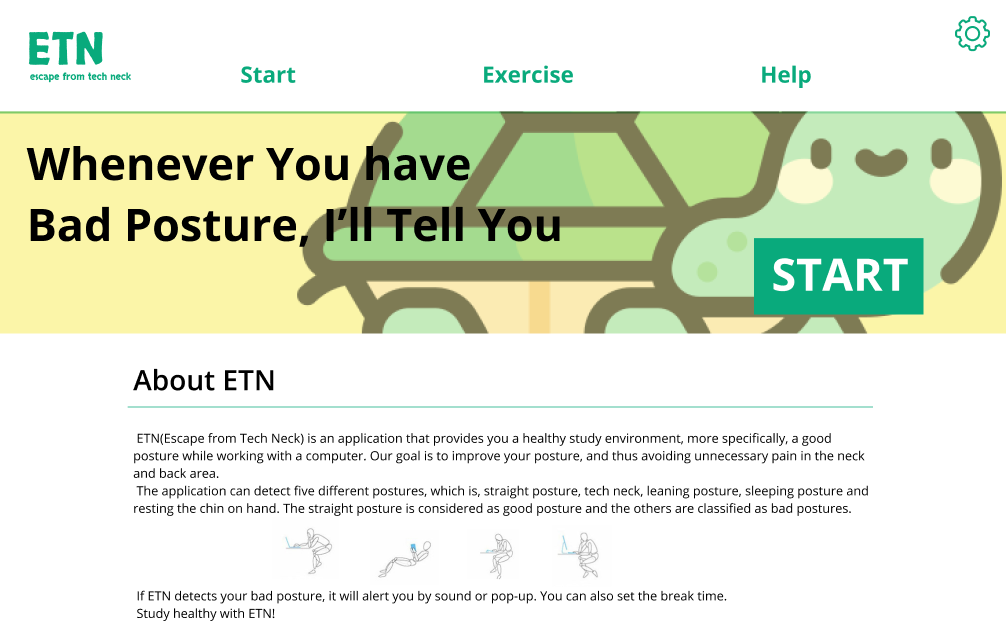 ETN
escape from tech neck
Start
Exercise
Help
Whenever You have
Bad Posture, I’ll Tell You
START
About ETN
ETN(Escape from Tech Neck) is an application that provides you a healthy study environment, more specifically, a good
posture while working with a computer. Our goal is to improve your posture, and thus avoiding unnecessary pain in the neck
and back area.
The application can detect five different postures, which is, straight posture, tech neck, leaning posture, sleeping posture and
resting the chin on hand. The straight posture is considered as good posture and the others are classified as bad postures.
If ETN detects your bad posture, it will alert you by sound or pop-up. You can also set the break time.
Study healthy with ETN!